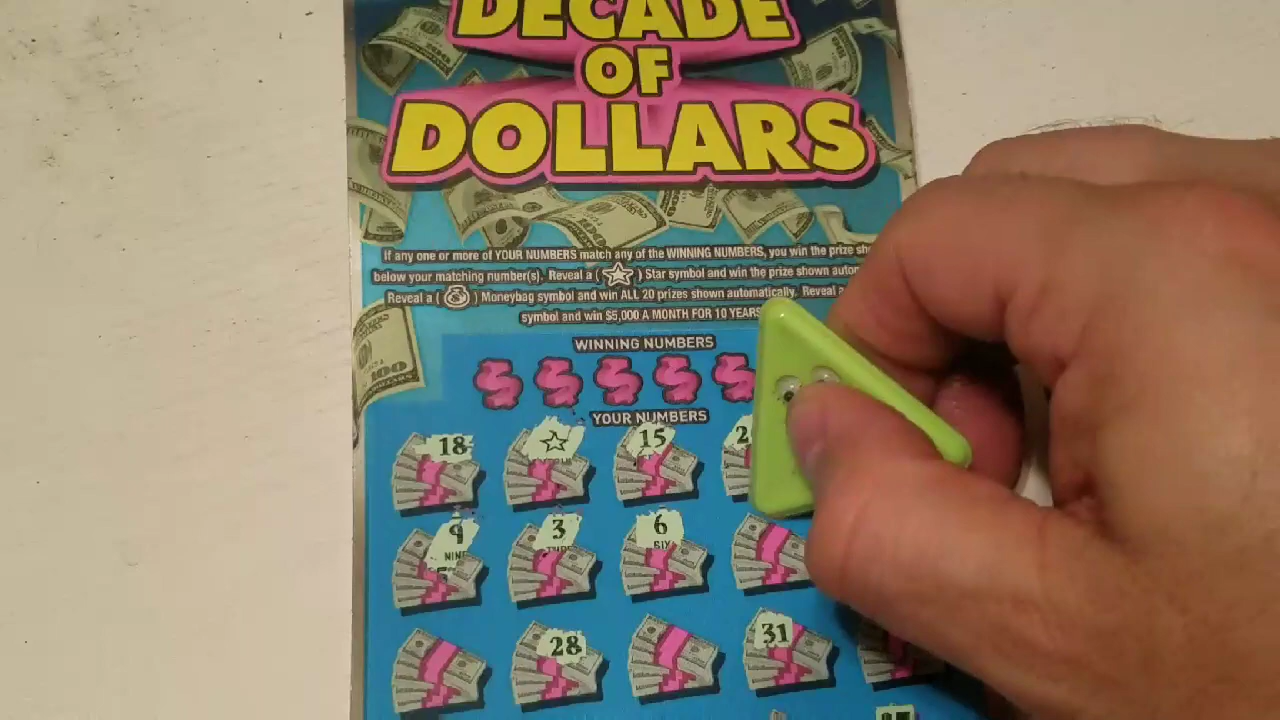 DECADE
OF
DOLLARS
If any one or more of YOUR NUMBERS match any of the WINNING NUMBERS, you win the prize
below your matching number(s). Reveal a ( ) Star symbol and win the prize shown
Reveal a ( ) Moneybag symbol and win ALL 20 prizes shown automatically. Reveal
symbol and win $5,000 A MONTH FOR 10 YEARS
WINNING NUMBERS
YOUR NUMBERS
18 15
9 3 6
NINE SIX
28 31